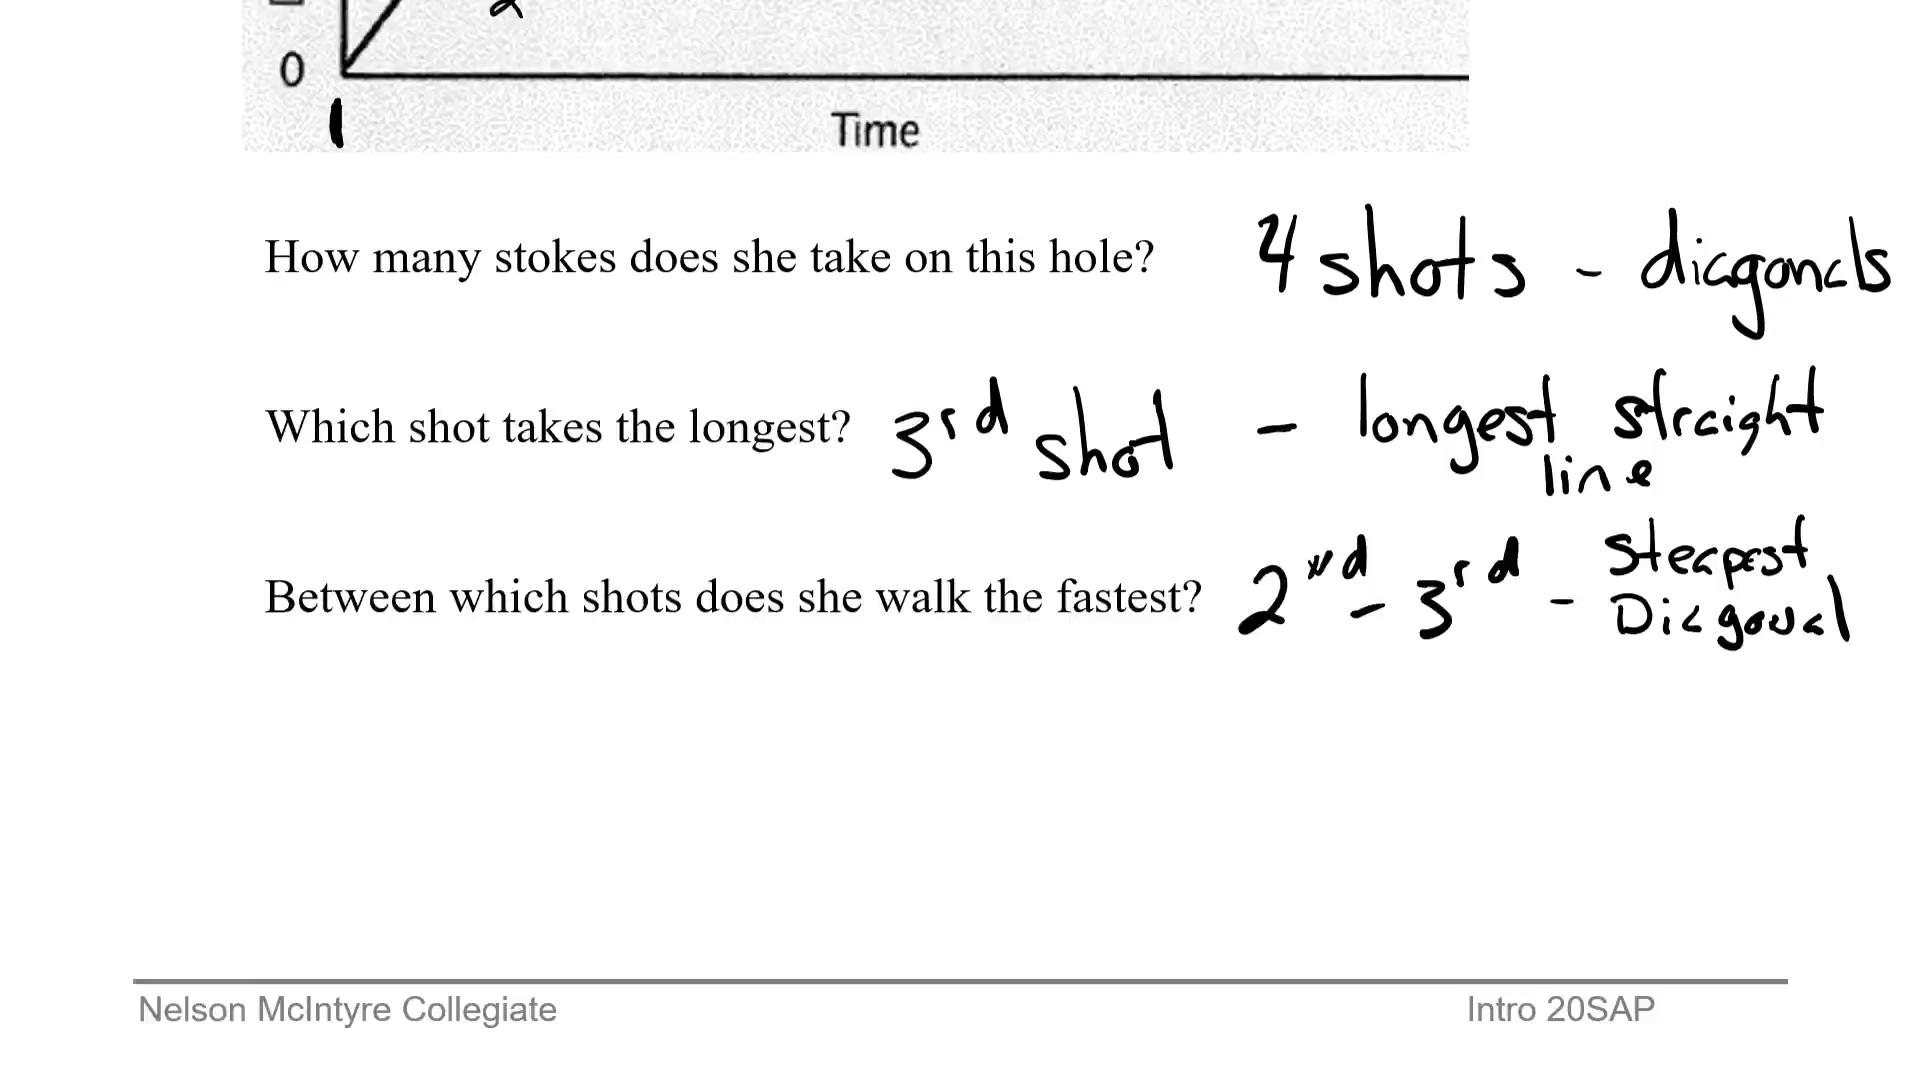 0
1
Time
How many stokes does she take on this hole? 4 shots - diagonals
Which shot takes the longest? 3rd shot - longest straight
line
Between which shots does she walk the fastest? 2nd - 3rd - Steapest
Diagonal
Nelson McIntyre Collegiate Intro 20SAP